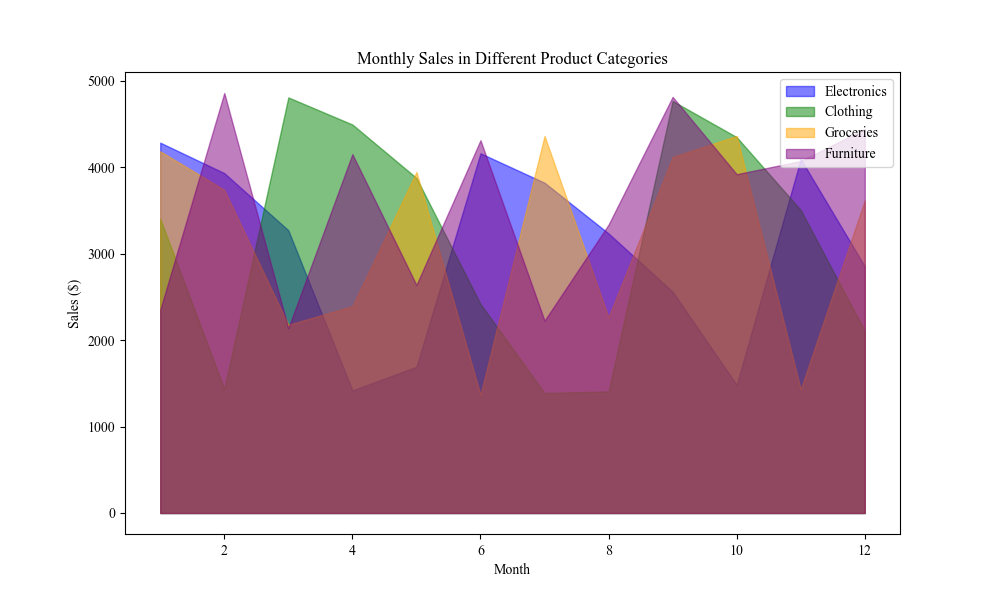 Monthly Sales in Different Product Categories
Electronics
Clothing
Groceries
Furniture
Sales ($)
5000
4000
3000
2000
1000
0
2 4 6 8 10 12
Month